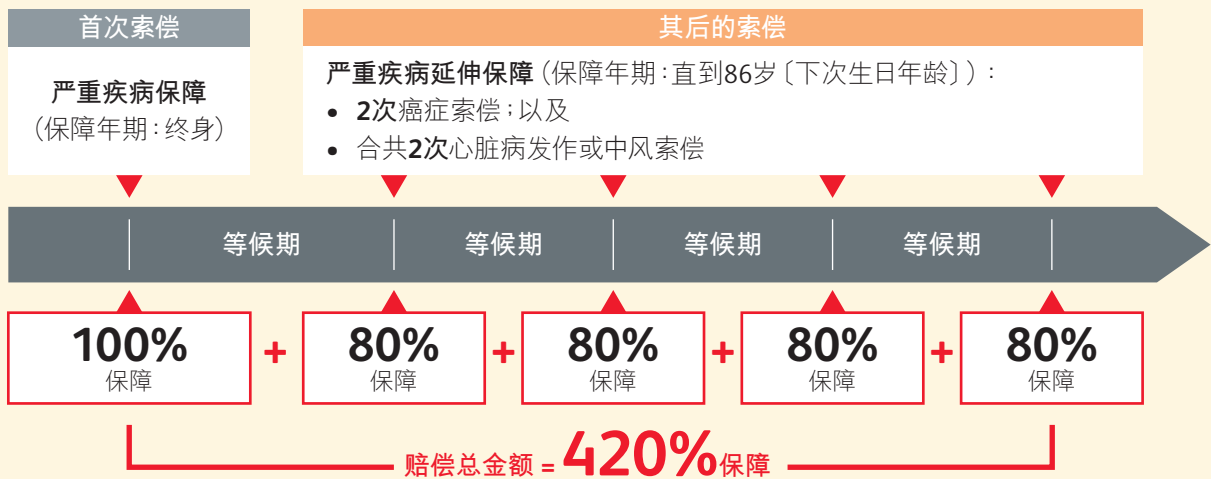 首次索偿
严重疾病保障
（保障年期：终身）
其后的索偿
严重疾病延伸保障（保障年期：直到86岁〔下次生日年龄〕）：
• 2次癌症索偿；以及
• 合共2次心脏病发作或中风索偿
等候期 等候期 等候期 等候期
100% + 80% + 80% + 80% + 80%
保障 保障 保障 保障 保障
赔偿总金额 = 420%保障